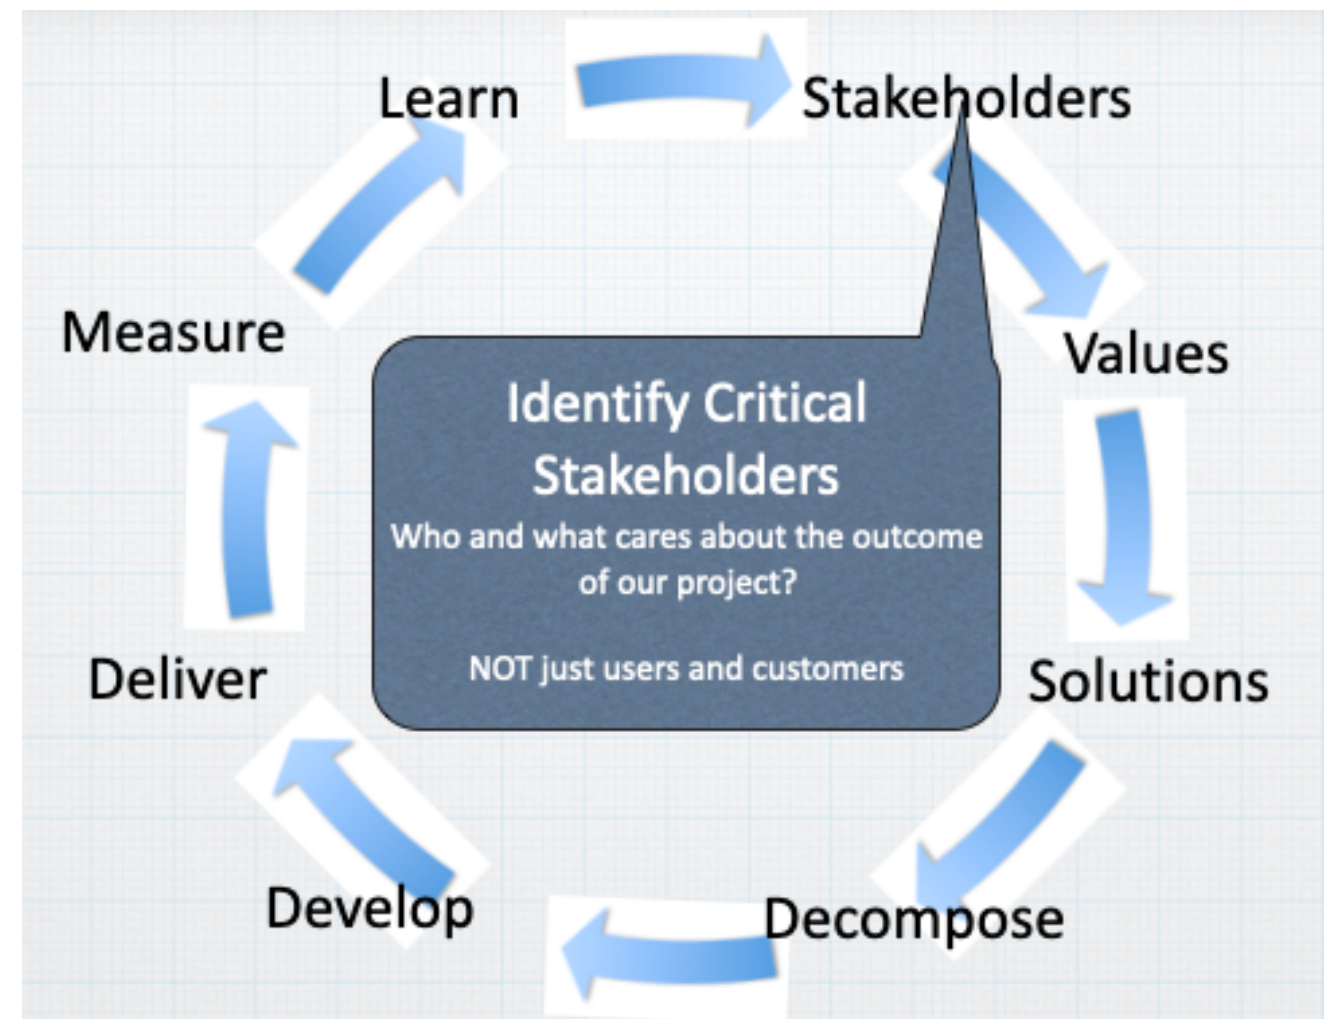 Learn
Stakeholders
Measure
Values
Identify Critical
Stakeholders
Who and what cares about the outcome
of our project?
NOT just users and customers
Deliver
Solutions
Develop
Decompose